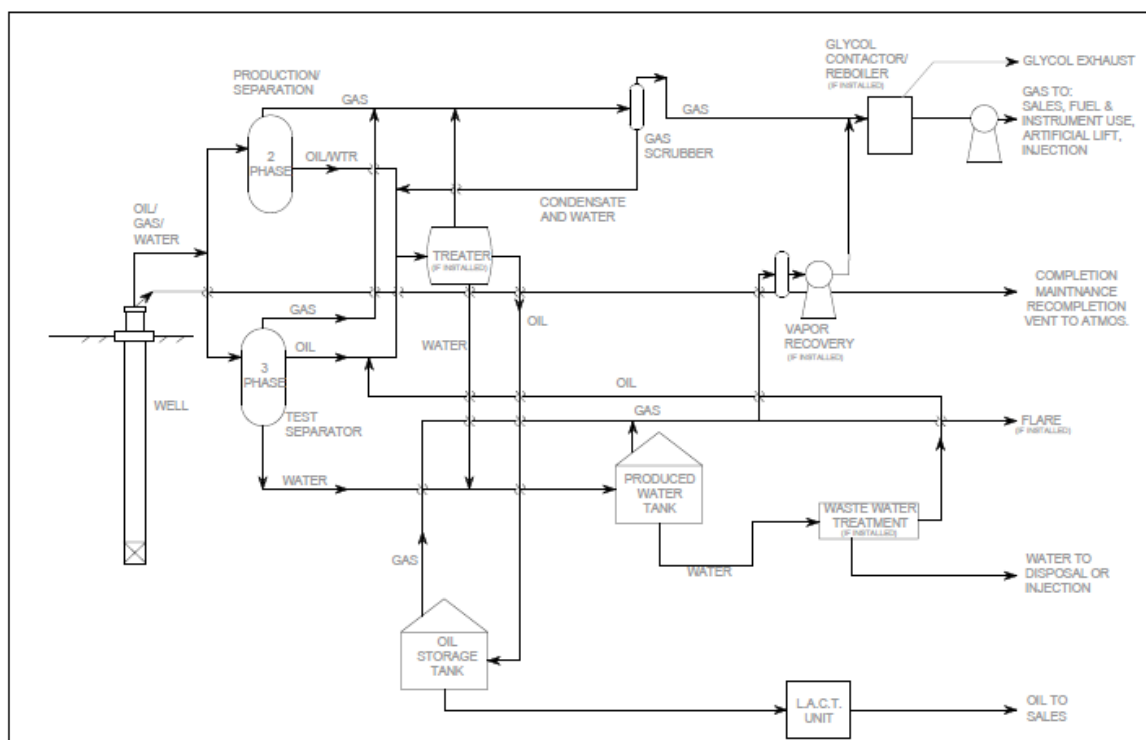 GLYCOL
CONTACTOR/
REBOILER
(IF INSTALLED)
GLYCOL EXHAUST
GAS TO:
SALES, FUEL &
INSTRUMENT USE,
ARTIFICIAL LIFT,
INJECTION
PRODUCTION/
SEPARATION
GAS
2
PHASE
OIL/WTR
GAS
GAS
SCRUBBER
CONDENSATE
AND WATER
OIL/
GAS/
WATER
TREATER
(IF INSTALLED)
COMPLETION
MAINTNANCE
RECOMPLETION
VENT TO ATMOS.
VAPOR
RECOVERY
(IF INSTALLED)
GAS
OIL
WATER
OIL
3
PHASE
OIL
GAS
WELL
TEST
SEPARATOR
FLARE
(IF INSTALLED)
WATER
PRODUCED
WATER
TANK
WASTE WATER
TREATMENT
(IF INSTALLED)
GAS
WATER
WATER TO
DISPOSAL OR
INJECTION
OIL
STORAGE
TANK
L.A.C.T.
UNIT
OIL TO
SALES